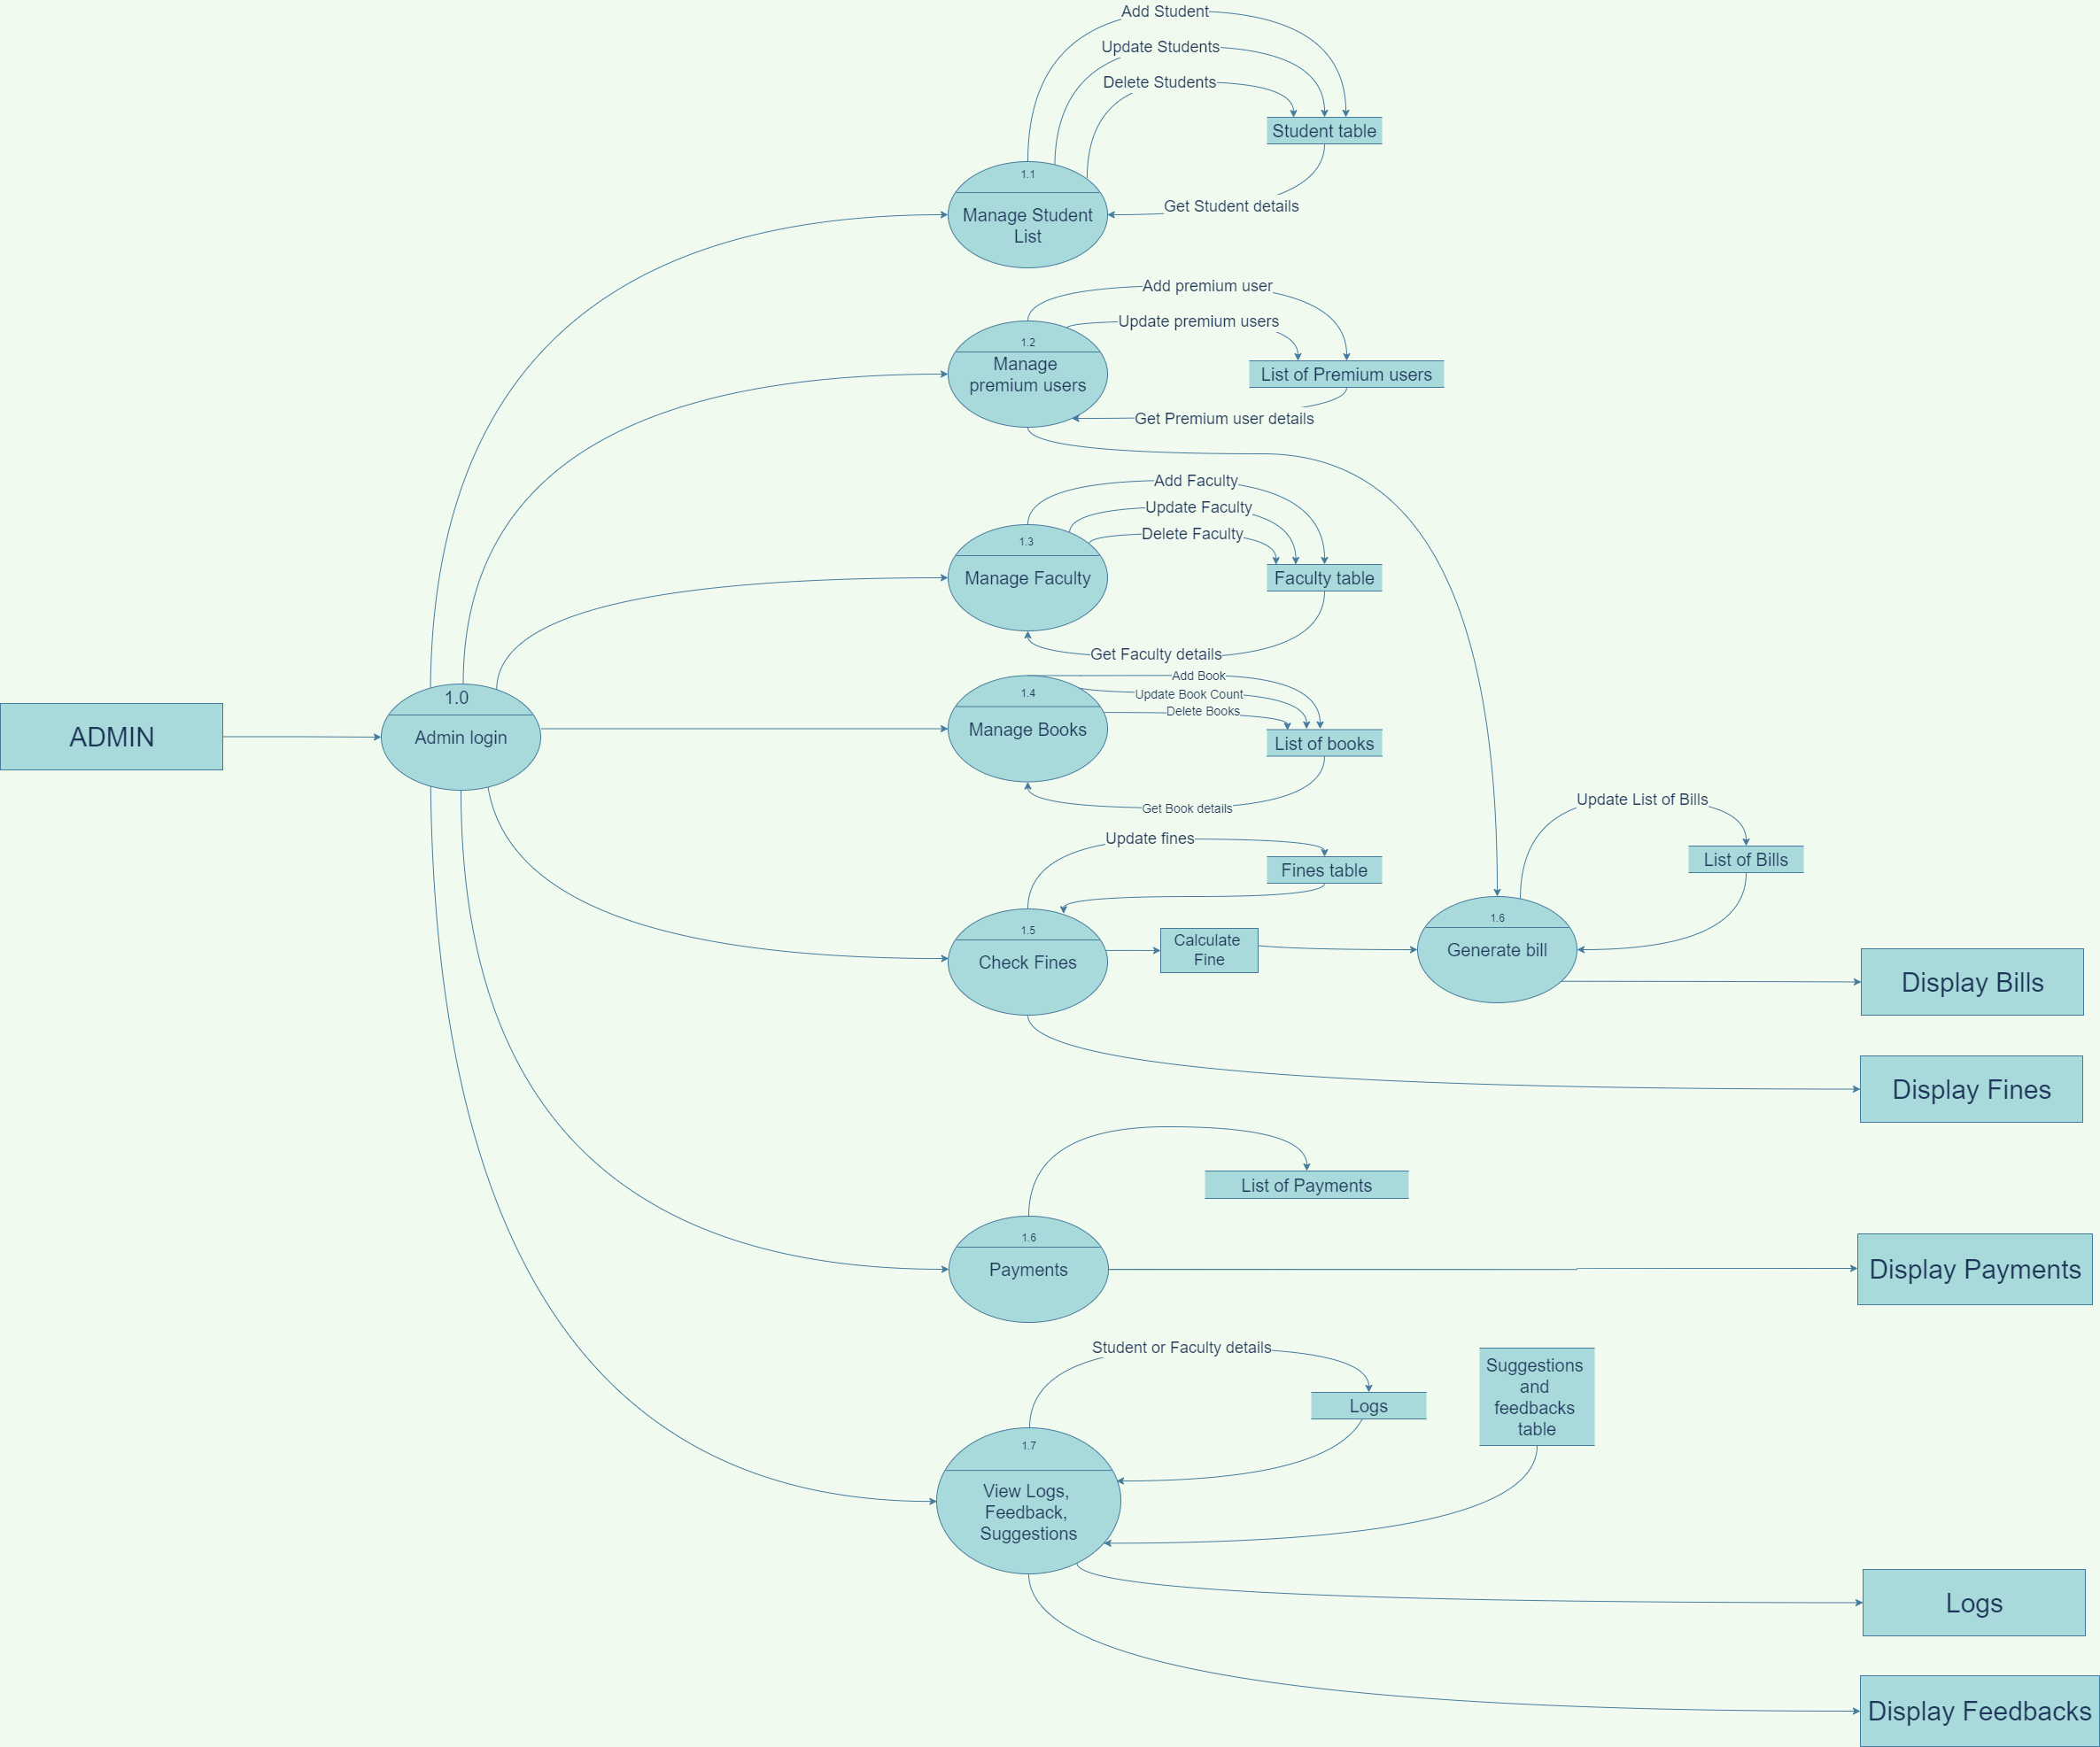 Add Student
Update Students
Delete Students
Student table
1.1
Manage Student
List
Get Student details
Add premium user
Update premium users
1.2
Manage
premium users
List of Premium users
Get Premium user details
Add Faculty
Update Faculty
Delete Faculty
1.3
Manage Faculty
Faculty table
Get Faculty details
ADMIN
1.0
Admin login
Add Book
Update Book Count
Delete Books
1.4
Manage Books
List of books
Get Book details
Update fines
Fines table
1.5
Check Fines
Calculate
Fine
Update List of Bills
List of Bills
1.6
Generate bill
Display Bills
Display Fines
List of Payments
1.6
Payments
Display Payments
Student or Faculty details
Logs
Suggestions
and
feedbacks
table
1.7
View Logs,
Feedback,
Suggestions
Logs
Display Feedbacks